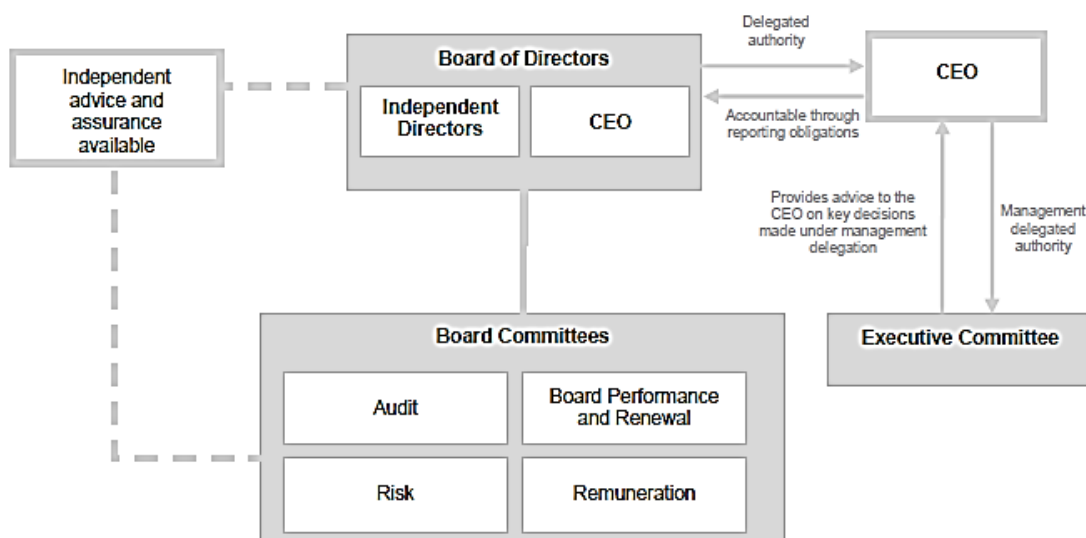 Independent
advice and
assurance
available
Board of Directors
Independent
Directors
CEO
Delegated
authority
CEO
Accountable through
reporting obligations
Provides advice to the
CEO on key decisions
made under management
delegation
Management
delegated
authority
Board Committees
Audit
Board Performance
and Renewal
Risk
Remuneration
Executive Committee